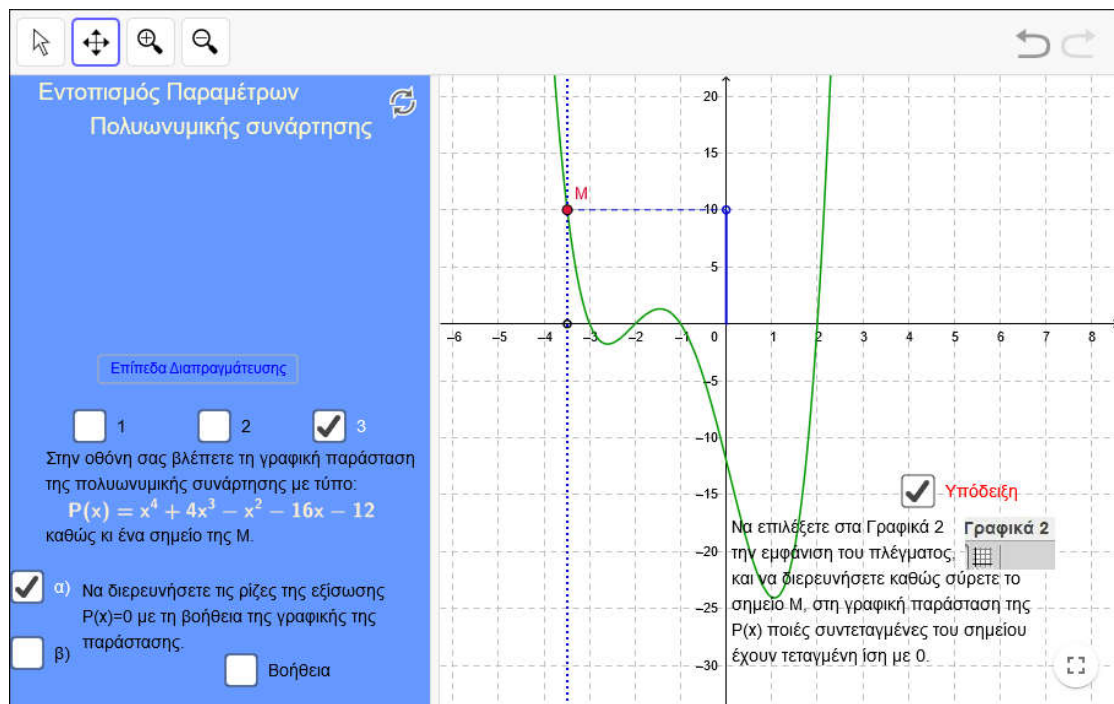 Εντοπισμός Παραμέτρων
Πολυωνυμικής συνάρτησης
Επίπεδα Διαπραγμάτευσης
1 2 3
Στην οθόνη σας βλέπετε τη γραφική παράσταση
της πολυωνυμικής συνάρτησης με τύπο:
P(x) = x⁴ + 4x³ − x² − 16x − 12
καθώς κι ένα σημείο της Μ.
α) Να διερευνήσετε τις ρίζες της εξίσωσης
P(x)=0 με τη βοήθεια της γραφικής της
παράστασης.
β)
Βοήθεια
M
20
15
10
5
−6 −5 −4 −3 −2 −1 0 1 2 3 4 5 6 7 8
−5
−10
−15
−20
−25
−30
Υπόδειξη
Να επιλέξετε στα Γραφικά 2 Γραφικά 2
την εμφάνιση του πλέγματος,
και να διερευνήσετε καθώς σύρετε το
σημείο Μ, στη γραφική παράσταση της
P(x) ποιές συντεταγμένες του σημείου
έχουν τεταγμένη ίση με 0.